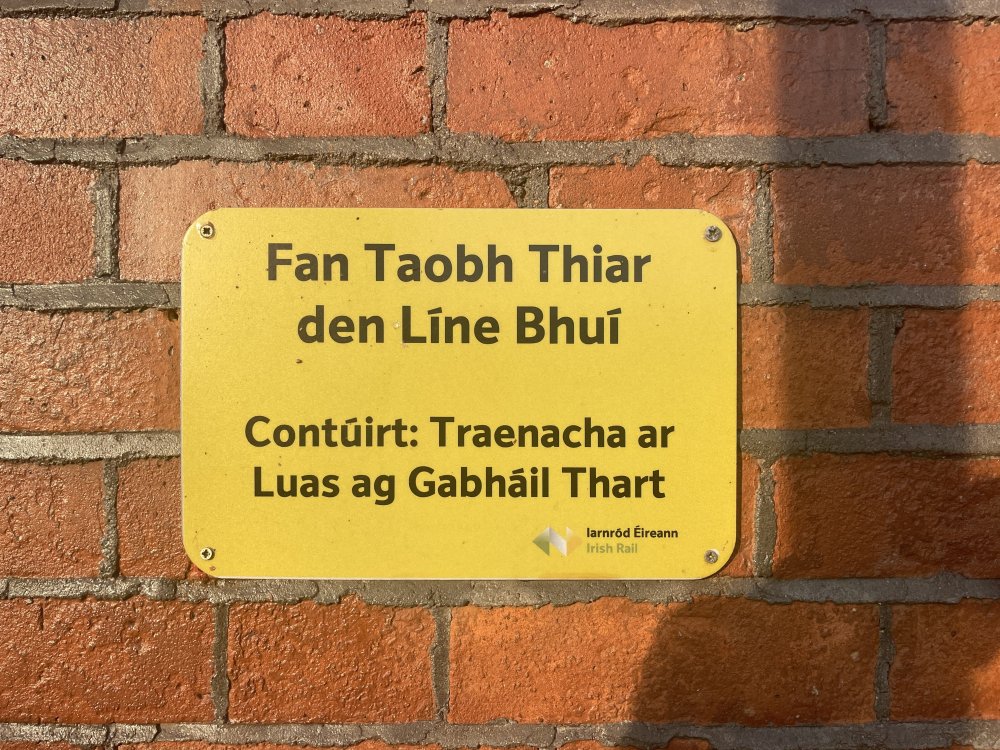 Fan Taobh Thiar
den Líne Bhuí
Contúirt: Traenacha ar
Luas ag Gabháil Thart
Iarnród Éireann
Irish Rail